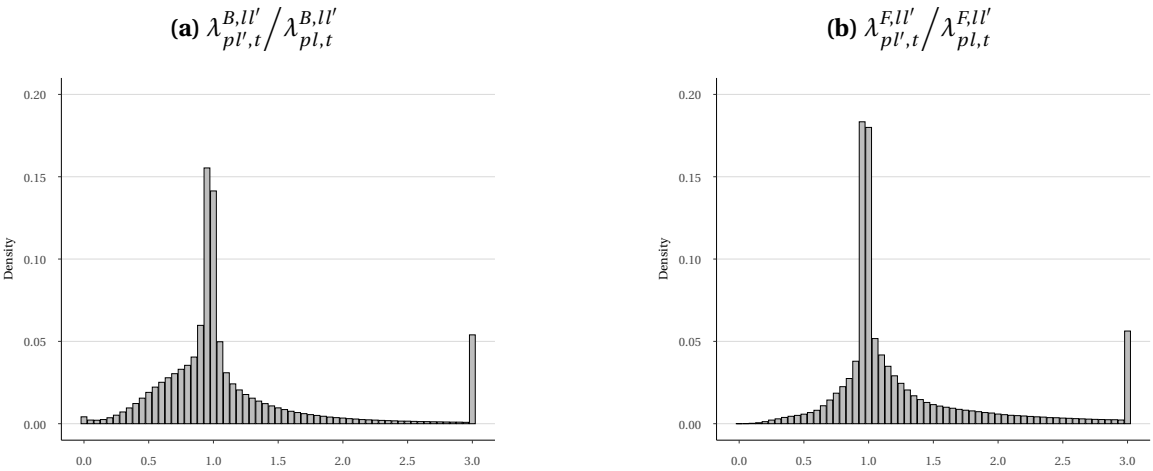 (a) λ^{B,ll′}_{pl′,t} / λ^{B,ll′}_{pl,t}
0.20
0.15
0.10
0.05
0.00
Density
0.0 0.5 1.0 1.5 2.0 2.5 3.0
(b) λ^{F,ll′}_{pl′,t} / λ^{F,ll′}_{pl,t}
0.20
0.15
0.10
0.05
0.00
Density
0.0 0.5 1.0 1.5 2.0 2.5 3.0